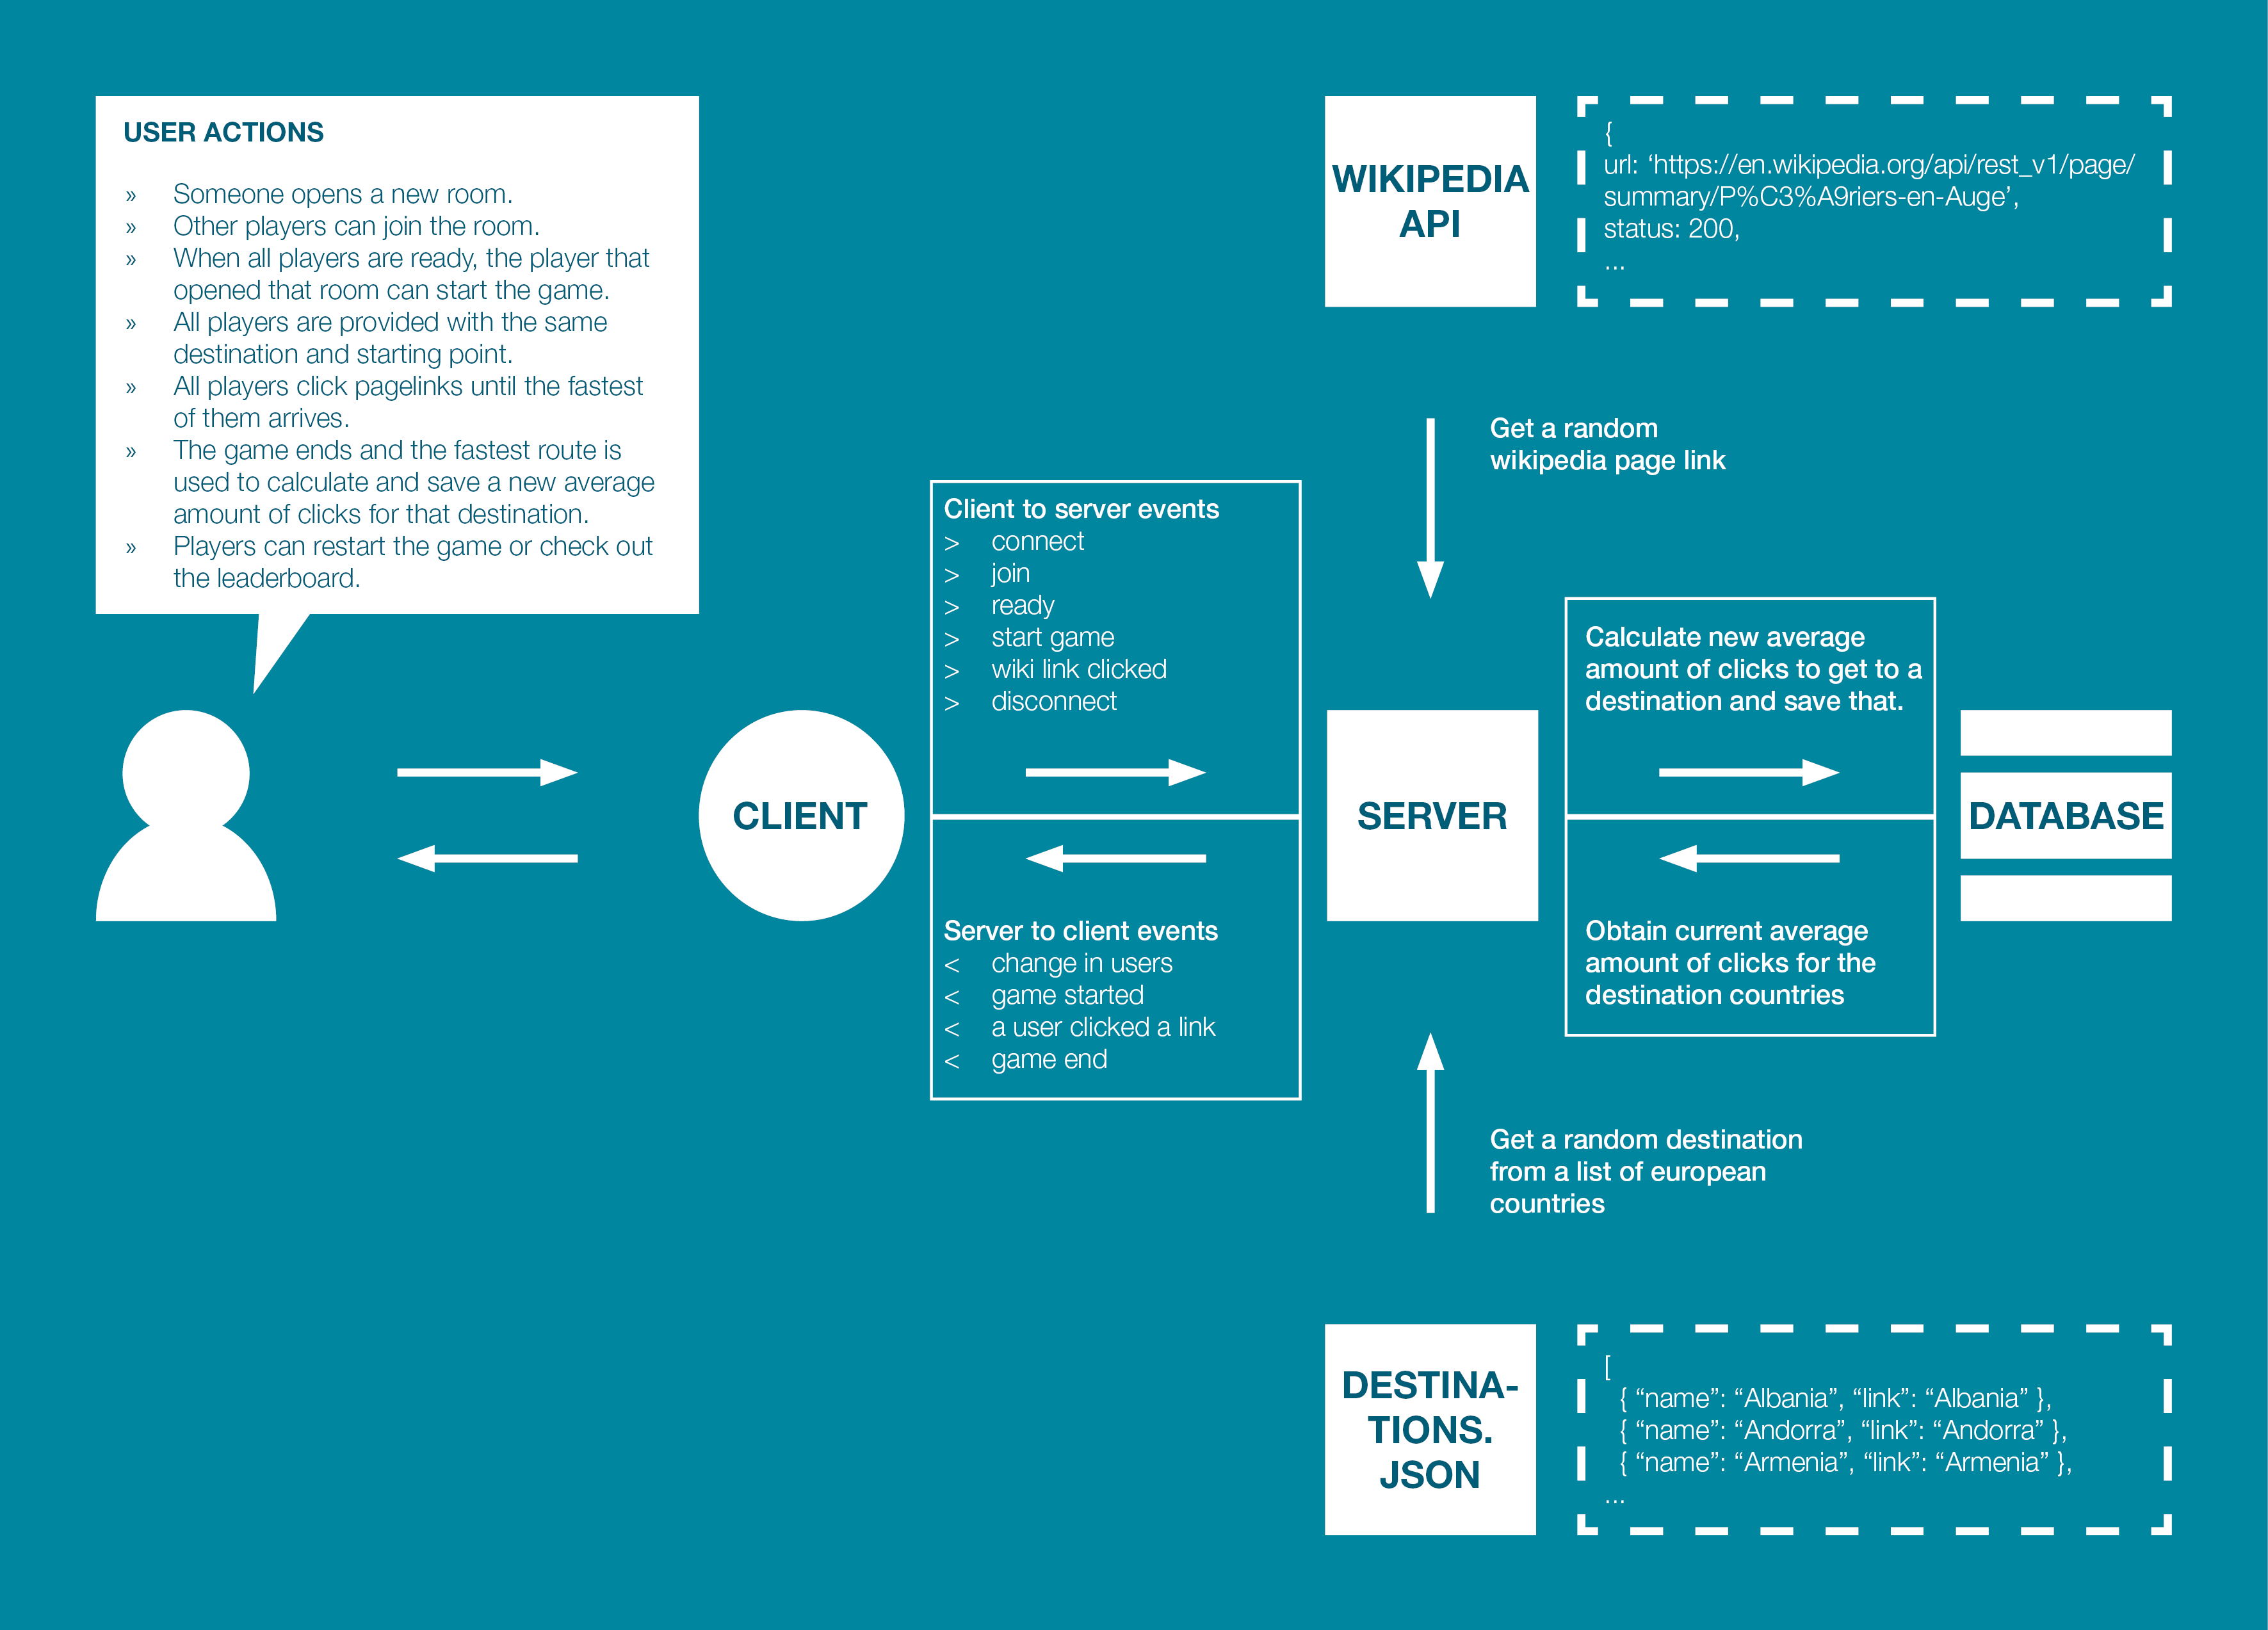 USER ACTIONS
» Someone opens a new room.
» Other players can join the room.
» When all players are ready, the player that
opened that room can start the game.
» All players are provided with the same
destination and starting point.
» All players click pagelinks until the fastest
of them arrives.
» The game ends and the fastest route is
used to calculate and save a new average
amount of clicks for that destination.
» Players can restart the game or check out
the leaderboard.
WIKIPEDIA
API
{
url: ‘https://en.wikipedia.org/api/rest_v1/page/
summary/P%C3%A9riers-en-Auge’,
status: 200,
...
Get a random
wikipedia page link
Client to server events
> connect
> join
> ready
> start game
> wiki link clicked
> disconnect
Calculate new average
amount of clicks to get to a
destination and save that.
CLIENT
SERVER
DATABASE
Server to client events
< change in users
< game started
< a user clicked a link
< game end
Obtain current average
amount of clicks for the
destination countries
Get a random destination
from a list of european
countries
DESTINA-
TIONS.
JSON
[
{ “name”: “Albania”, “link”: “Albania” },
{ “name”: “Andorra”, “link”: “Andorra” },
{ “name”: “Armenia”, “link”: “Armenia” },
...